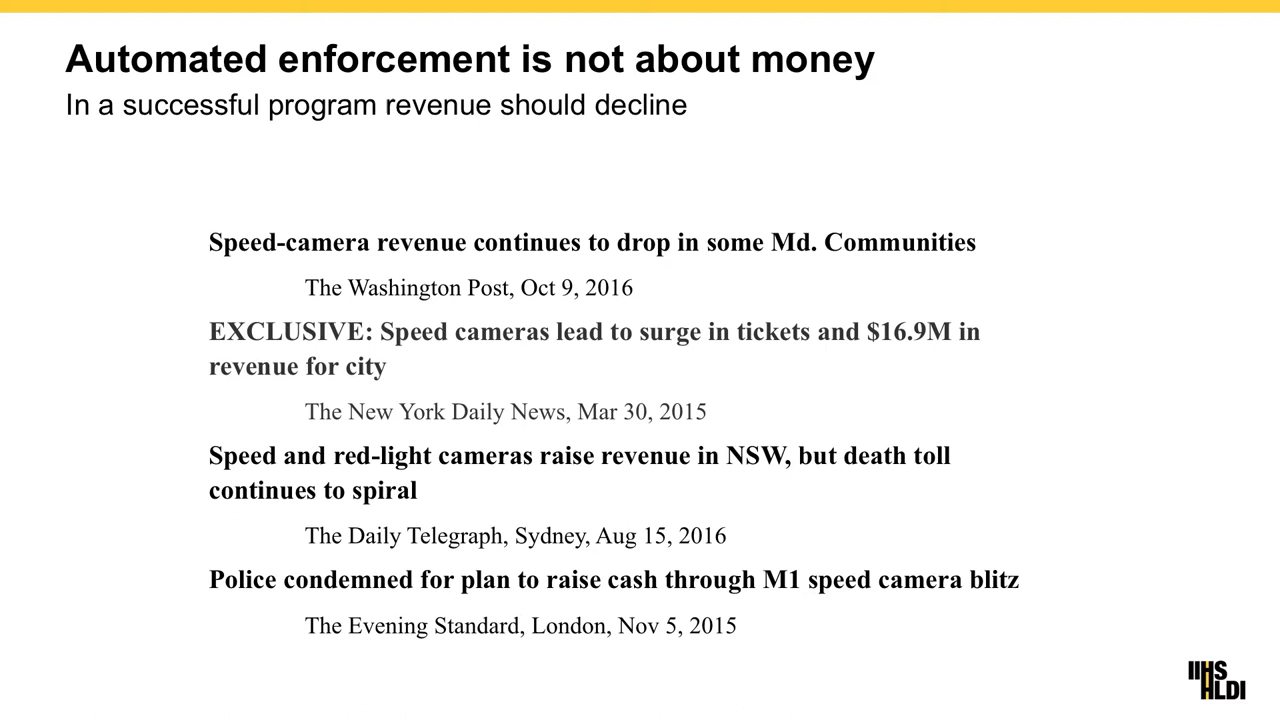 Automated enforcement is not about money
In a successful program revenue should decline
Speed-camera revenue continues to drop in some Md. Communities
The Washington Post, Oct 9, 2016
EXCLUSIVE: Speed cameras lead to surge in tickets and $16.9M in
revenue for city
The New York Daily News, Mar 30, 2015
Speed and red-light cameras raise revenue in NSW, but death toll
continues to spiral
The Daily Telegraph, Sydney, Aug 15, 2016
Police condemned for plan to raise cash through M1 speed camera blitz
The Evening Standard, London, Nov 5, 2015
IIHS
HLDI